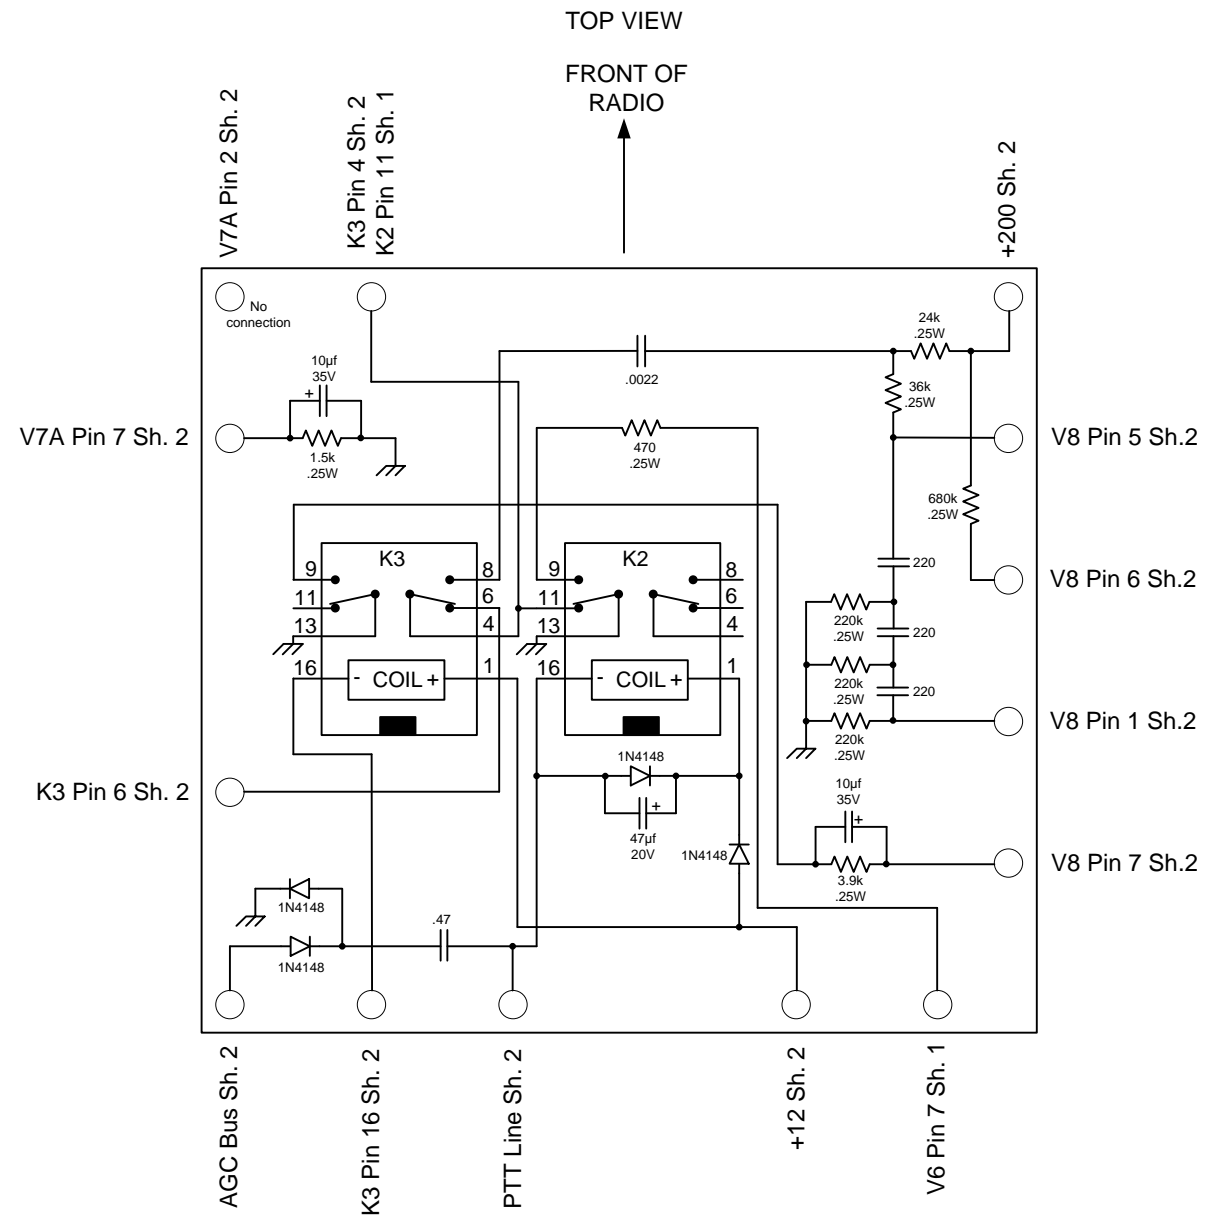 TOP VIEW
FRONT OF
RADIO
V7A Pin 2 Sh. 2
K3 Pin 4 Sh. 2
K2 Pin 11 Sh. 1
+200 Sh. 2
No
connection
24k
.25W
10µf
35V
+
.0022
36k
.25W
V7A Pin 7 Sh. 2
1.5k
.25W
470
.25W
V8 Pin 5 Sh.2
680k
.25W
K3
9
8
11
6
13
4
16
1
- COIL +
K2
9
8
11
6
13
4
16
1
- COIL +
220
V8 Pin 6 Sh.2
220k
.25W
220
220k
.25W
220
220k
.25W
V8 Pin 1 Sh.2
1N4148
+
47µf
20V
1N4148
K3 Pin 6 Sh. 2
10µf
35V
+
3.9k
.25W
V8 Pin 7 Sh.2
1N4148
.47
1N4148
AGC Bus Sh. 2
K3 Pin 16 Sh. 2
PTT Line Sh. 2
+12 Sh. 2
V6 Pin 7 Sh. 1